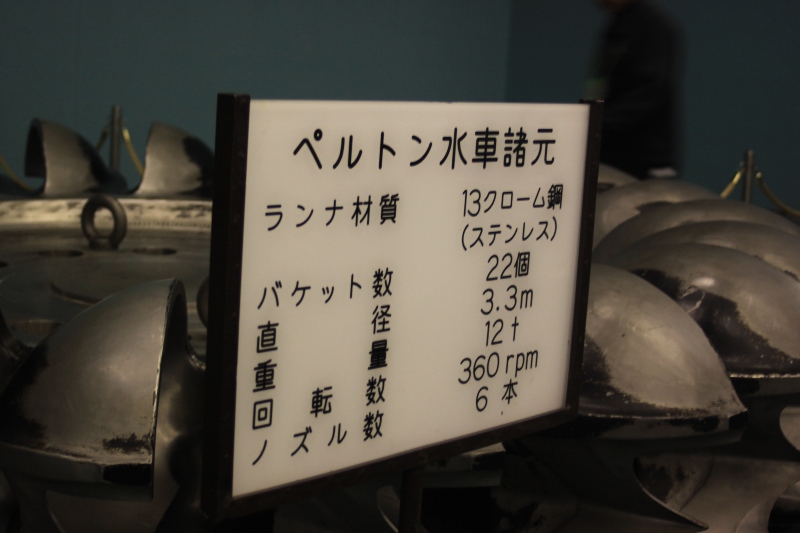 ペルトン水車諸元
ランナ材質 13クローム鋼
(ステンレス)
バケット数 22個
直径 3.3m
重量 12t
回転数 360rpm
ノズル数 6本